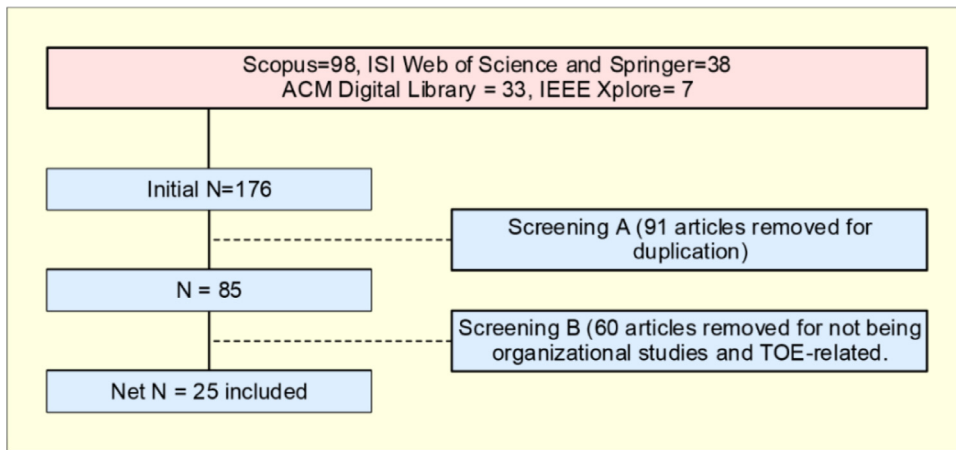 Scopus=98, ISI Web of Science and Springer=38
ACM Digital Library = 33, IEEE Xplore= 7
Initial N=176
Screening A (91 articles removed for
duplication)
N = 85
Screening B (60 articles removed for not being
organizational studies and TOE-related.
Net N = 25 included